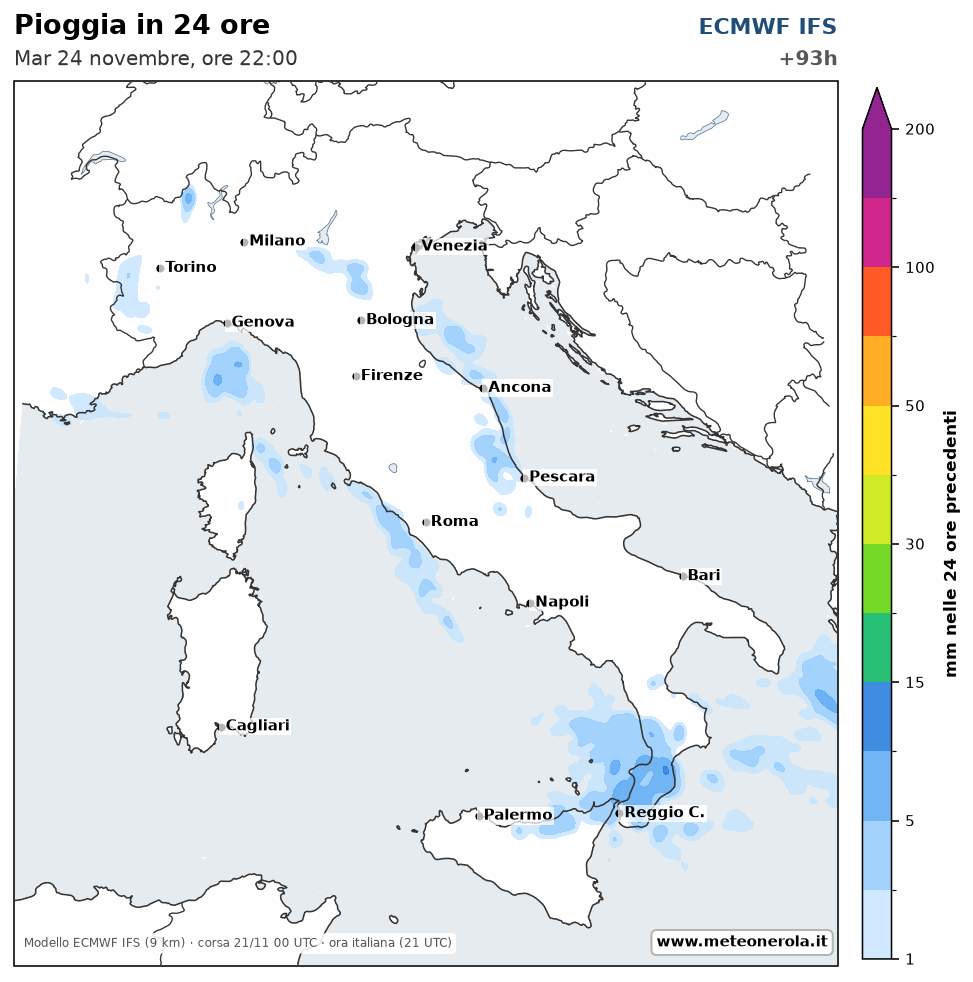 Pioggia in 24 ore
ECMWF IFS
Mar 24 novembre, ore 22:00
+93h
Milano
Venezia
Torino
Genova
Bologna
Firenze
Ancona
Pescara
Roma
Bari
Napoli
Cagliari
Palermo
Reggio C.
200
100
50
30
15
5
1
mm nelle 24 ore precedenti
Modello ECMWF IFS (9 km) · corsa 21/11 00 UTC · ora italiana (21 UTC)
www.meteonerola.it